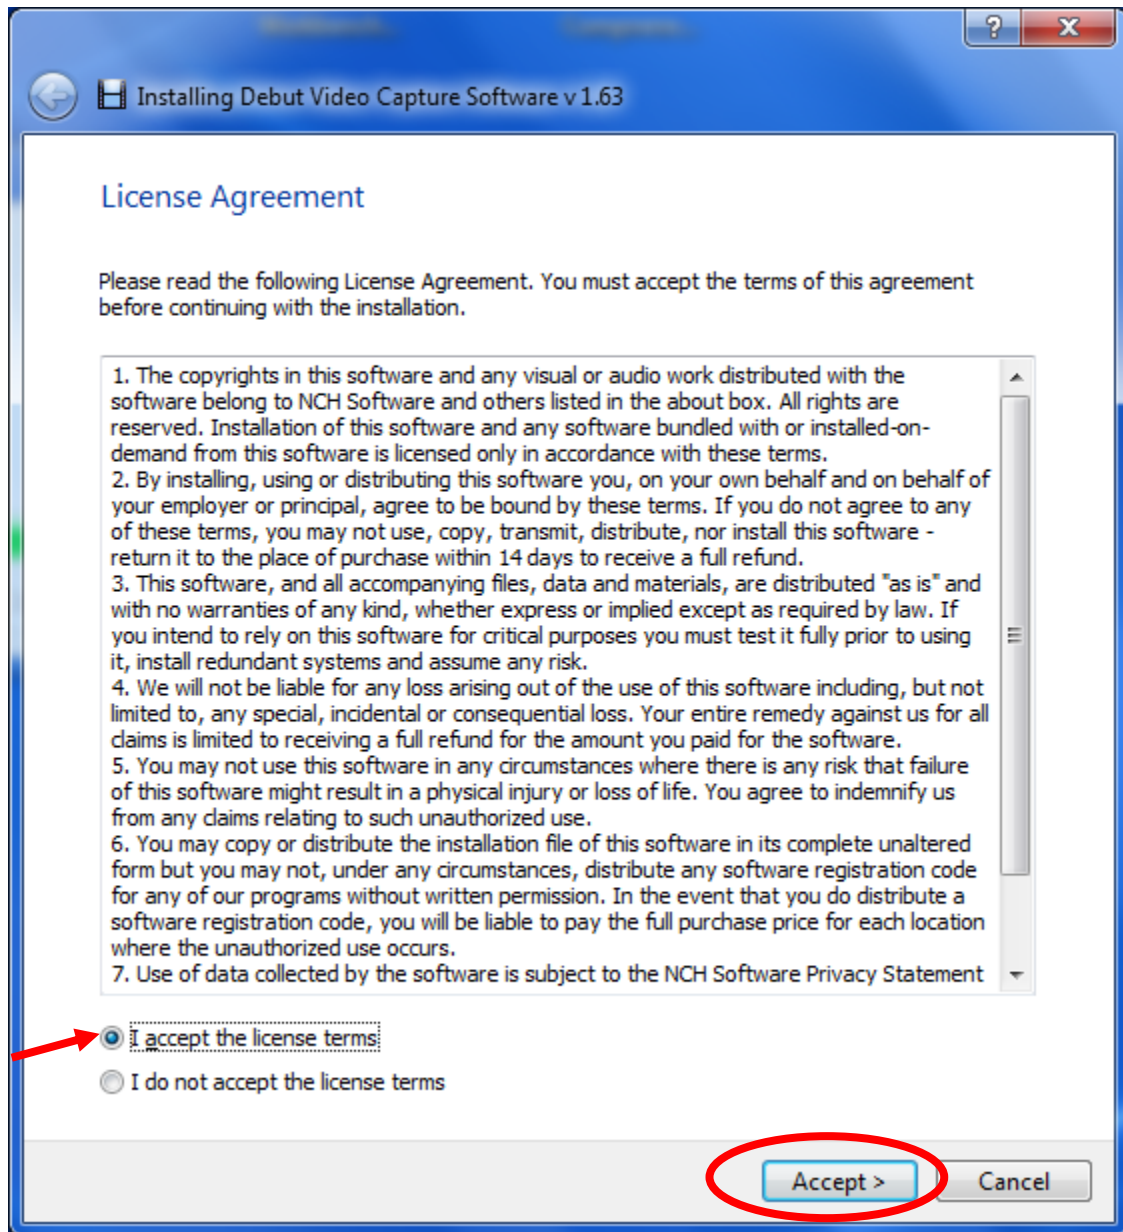 ?
X
Installing Debut Video Capture Software v 1.63
License Agreement
Please read the following License Agreement. You must accept the terms of this agreement
before continuing with the installation.
1. The copyrights in this software and any visual or audio work distributed with the
software belong to NCH Software and others listed in the about box. All rights are
reserved. Installation of this software and any software bundled with or installed-on-
demand from this software is licensed only in accordance with these terms.
2. By installing, using or distributing this software you, on your own behalf and on behalf of
your employer or principal, agree to be bound by these terms. If you do not agree to any
of these terms, you may not use, copy, transmit, distribute, nor install this software -
return it to the place of purchase within 14 days to receive a full refund.
3. This software, and all accompanying files, data and materials, are distributed "as is" and
with no warranties of any kind, whether express or implied except as required by law. If
you intend to rely on this software for critical purposes you must test it fully prior to using
it, install redundant systems and assume any risk.
4. We will not be liable for any loss arising out of the use of this software including, but not
limited to, any special, incidental or consequential loss. Your entire remedy against us for all
claims is limited to receiving a full refund for the amount you paid for the software.
5. You may not use this software in any circumstances where there is any risk that failure
of this software might result in a physical injury or loss of life. You agree to indemnify us
from any claims relating to such unauthorized use.
6. You may copy or distribute the installation file of this software in its complete unaltered
form but you may not, under any circumstances, distribute any software registration code
for any of our programs without written permission. In the event that you do distribute a
software registration code, you will be liable to pay the full purchase price for each location
where the unauthorized use occurs.
7. Use of data collected by the software is subject to the NCH Software Privacy Statement
I accept the license terms
I do not accept the license terms
Accept >
Cancel